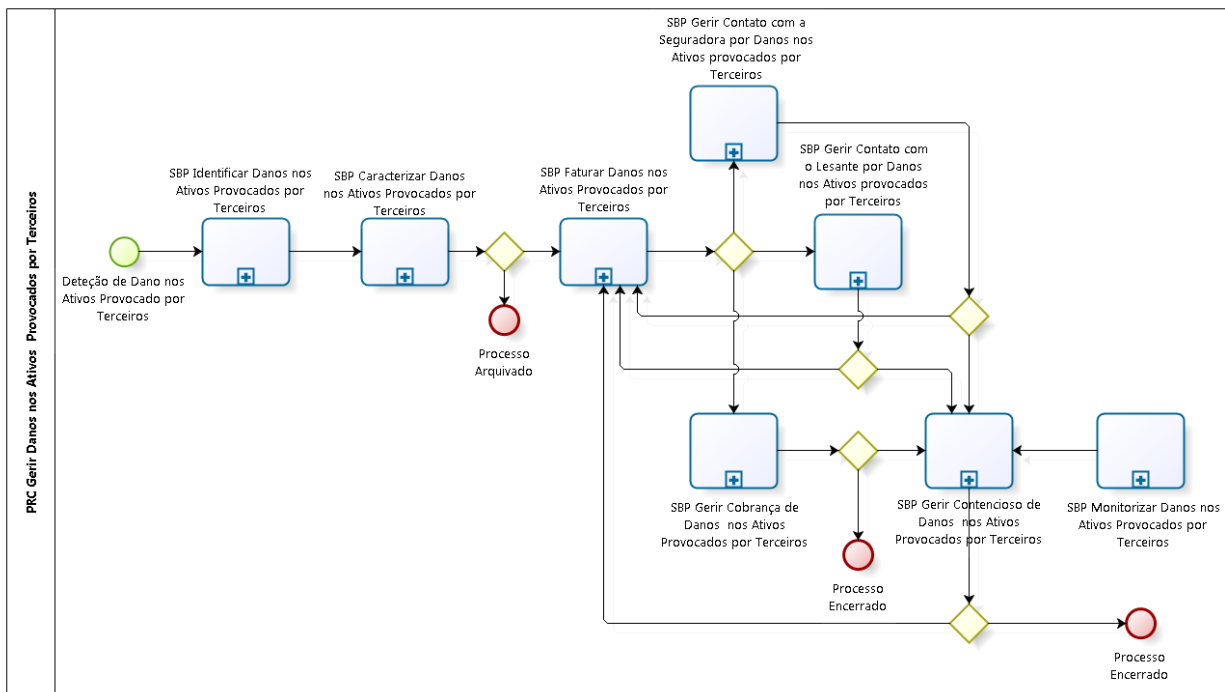 PRC Gerir Danos nos Ativos Provocados por Terceiros
SBP Gerir Contato com a
Seguradora por Danos nos
Ativos provocados por
Terceiros
SBP Gerir Contato com
o Lesante por Danos
nos Ativos provocados
por Terceiros
SBP Identificar Danos nos
Ativos Provocados por
Terceiros
SBP Caracterizar Danos
nos Ativos Provocados por
Terceiros
SBP Faturar Danos nos
Ativos Provocados por
Terceiros
Deteção de Dano nos
Ativos Provocado por
Terceiros
Processo
Arquivado
SBP Gerir Cobrança de
Danos nos Ativos
Provocados por Terceiros
SBP Gerir Contencioso de
Danos nos Ativos
Provocados por Terceiros
SBP Monitorizar Danos nos
Ativos Provocados por
Terceiros
Processo
Encerrado
Processo
Encerrado